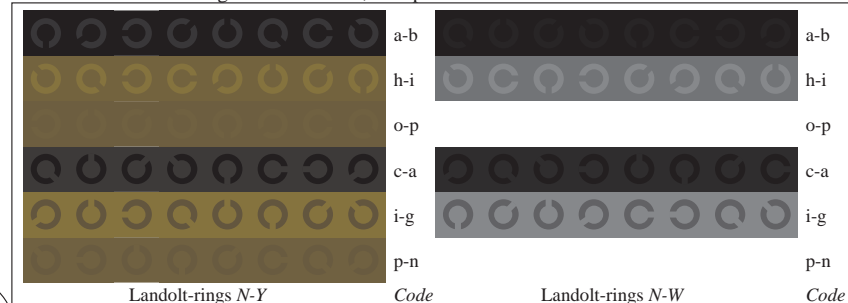 a-b a-b
h-i h-i
o-p o-p
c-a c-a
i-g i-g
p-n p-n
Landolt-rings N-Y Code Landolt-rings N-W Code